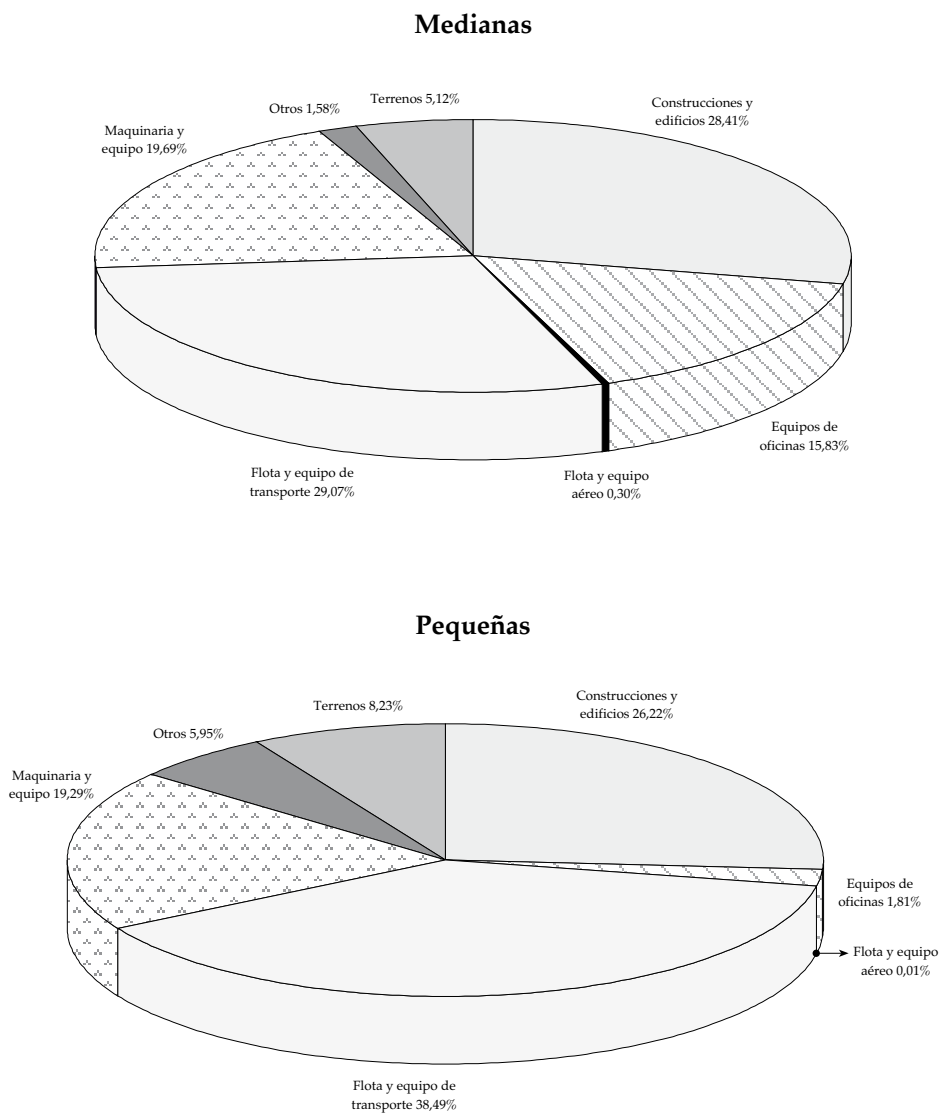 Medianas
Otros 1,58%
Terrenos 5,12%
Construcciones y
edificios 28,41%
Maquinaria y
equipo 19,69%
Equipos de
oficinas 15,83%
Flota y equipo de
transporte 29,07%
Flota y equipo
aéreo 0,30%
Pequeñas
Construcciones y
edificios 26,22%
Terrenos 8,23%
Otros 5,95%
Maquinaria y
equipo 19,29%
Equipos de
oficinas 1,81%
Flota y equipo
aéreo 0,01%
Flota y equipo de
transporte 38,49%